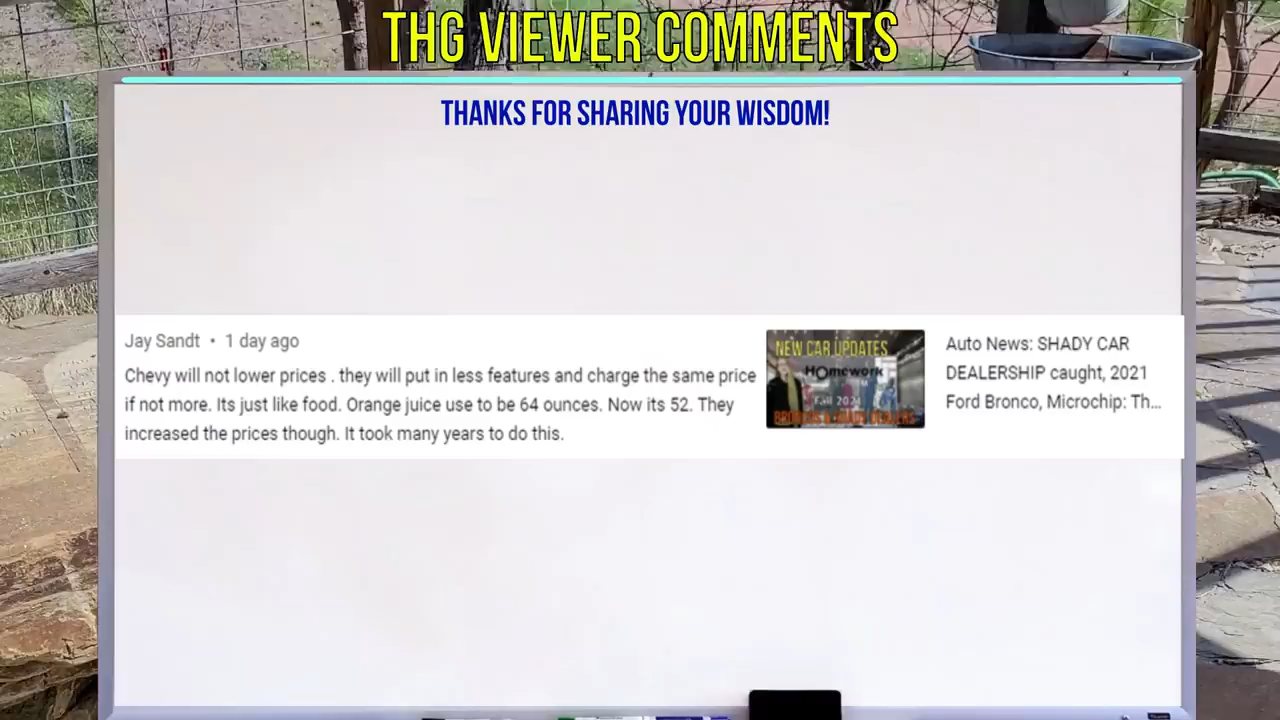 THG VIEWER COMMENTS
THANKS FOR SHARING YOUR WISDOM!
Jay Sandt • 1 day ago
Chevy will not lower prices . they will put in less features and charge the same price
if not more. Its just like food. Orange juice use to be 64 ounces. Now its 52. They
increased the prices though. It took many years to do this.
NEW CAR UPDATES
Homework
Fall 2021
Auto News: SHADY CAR
DEALERSHIP caught, 2021
Ford Bronco, Microchip: Th...